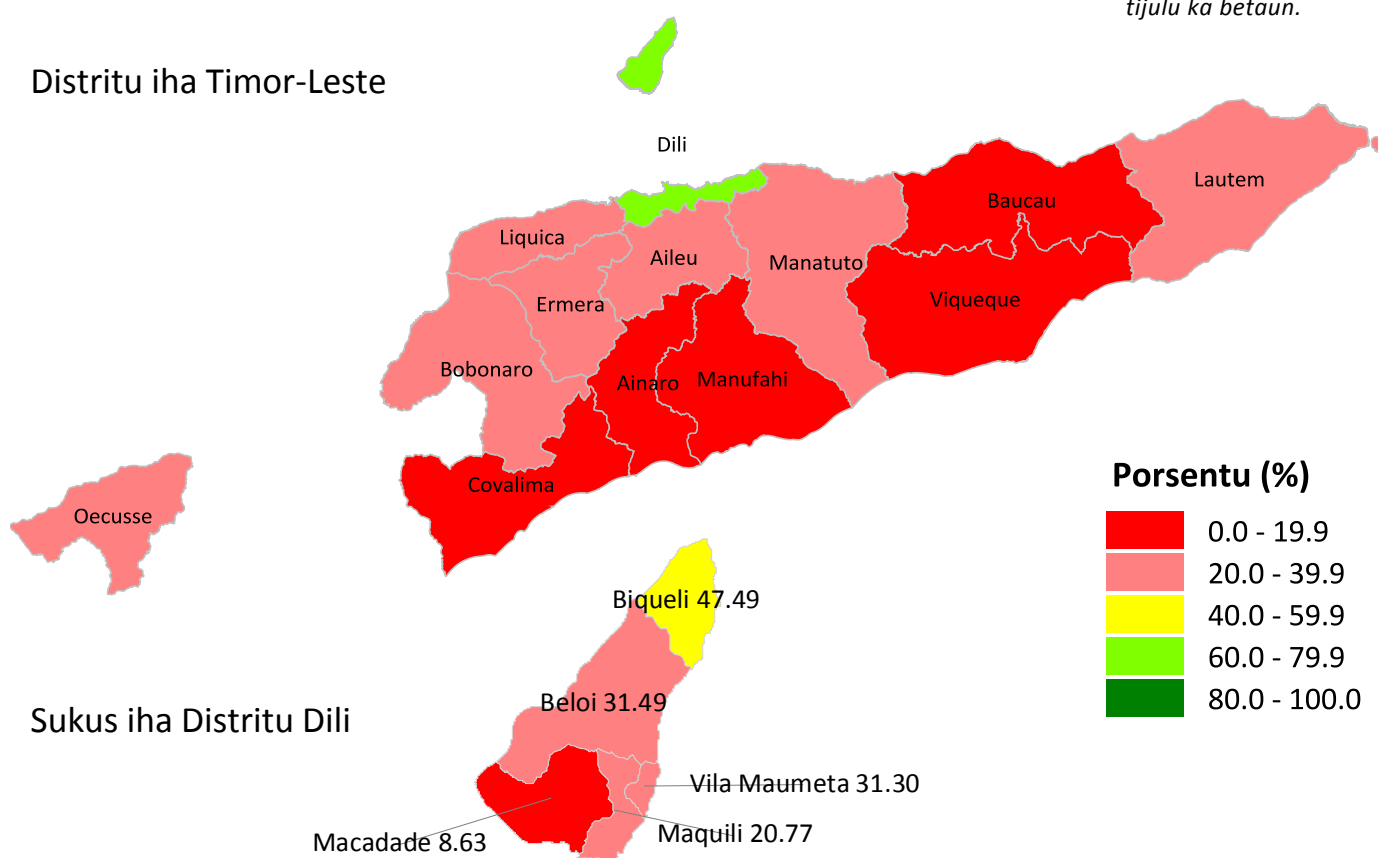 tijulu ka betaun.
Distritu iha Timor-Leste
Dili
Lautem
Baucau
Liquica
Aileu
Manatuto
Ermera
Viqueque
Bobonaro
Ainaro
Manufahi
Covalima
Oecusse
Porsentu (%)
0.0 - 19.9
20.0 - 39.9
40.0 - 59.9
60.0 - 79.9
80.0 - 100.0
Biqueli 47.49
Beloi 31.49
Sukus iha Distritu Dili
Vila Maumeta 31.30
Maquili 20.77
Macadade 8.63